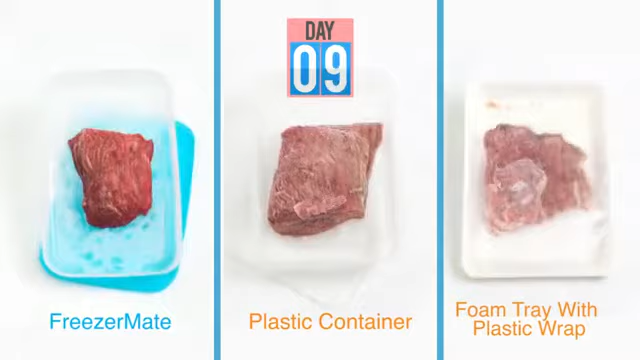 DAY
09
FreezerMate
Plastic Container
Foam Tray With
Plastic Wrap